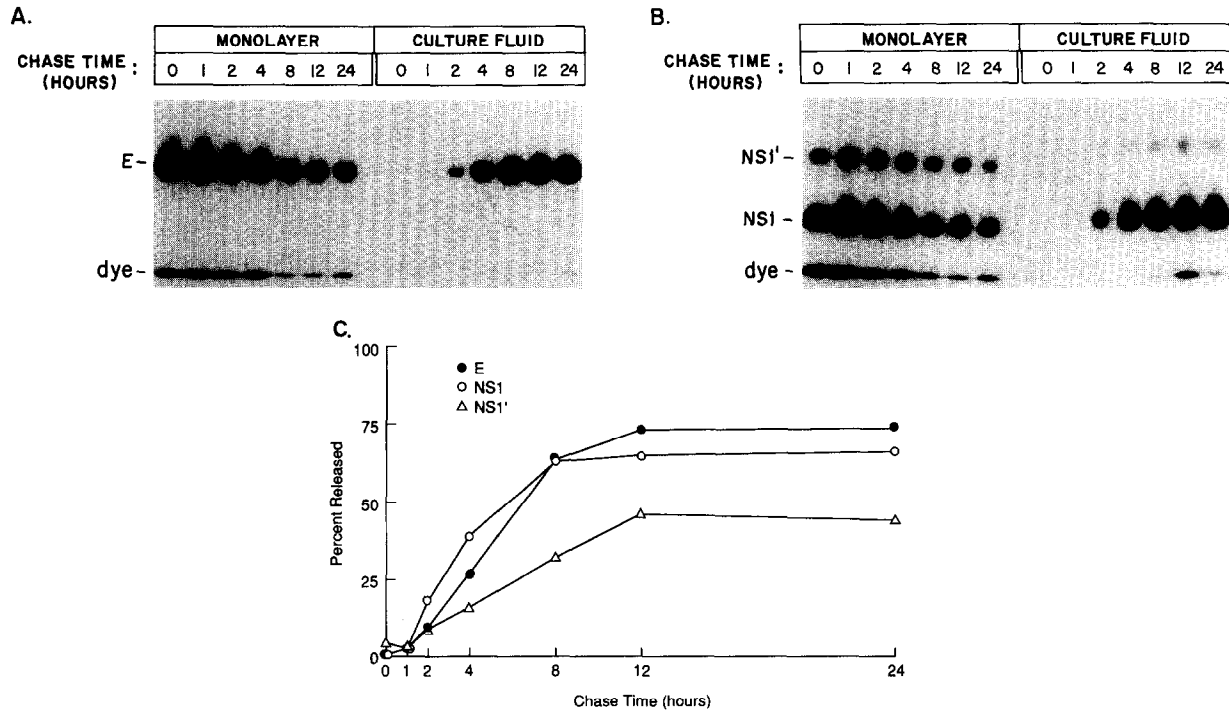 A.
MONOLAYER CULTURE FLUID
CHASE TIME : 0 1 2 4 8 12 24 0 1 2 4 8 12 24
(HOURS)
E-
dye-
B.
MONOLAYER CULTURE FLUID
CHASE TIME : 0 1 2 4 8 12 24 0 1 2 4 8 12 24
(HOURS)
NS1'-
NS1-
dye-
C.
100
75
50
25
0
Percent Released
E
NS1
NS1'
0 1 2 4 8 12 24
Chase Time (hours)